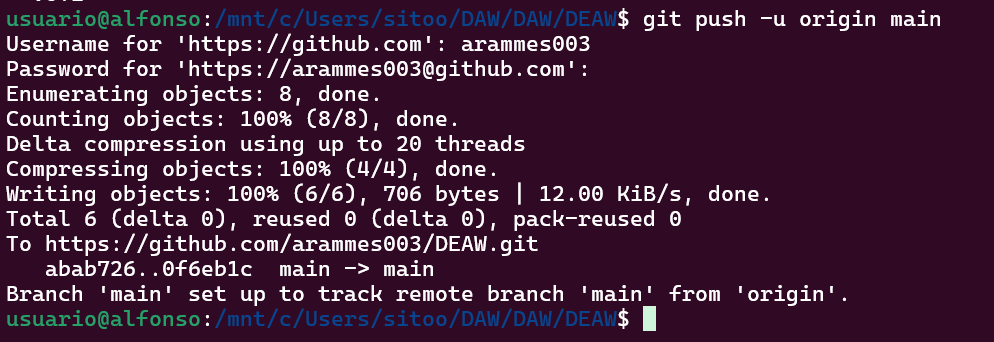 usuario@alfonso:/mnt/c/Users/sitoo/DAW/DAW/DEAW$ git push -u origin main
Username for 'https://github.com': arammes003
Password for 'https://arammes003@github.com':
Enumerating objects: 8, done.
Counting objects: 100% (8/8), done.
Delta compression using up to 20 threads
Compressing objects: 100% (4/4), done.
Writing objects: 100% (6/6), 706 bytes | 12.00 KiB/s, done.
Total 6 (delta 0), reused 0 (delta 0), pack-reused 0
To https://github.com/arammes003/DEAW.git
   abab726..0f6eb1c  main -> main
Branch 'main' set up to track remote branch 'main' from 'origin'.
usuario@alfonso:/mnt/c/Users/sitoo/DAW/DAW/DEAW$